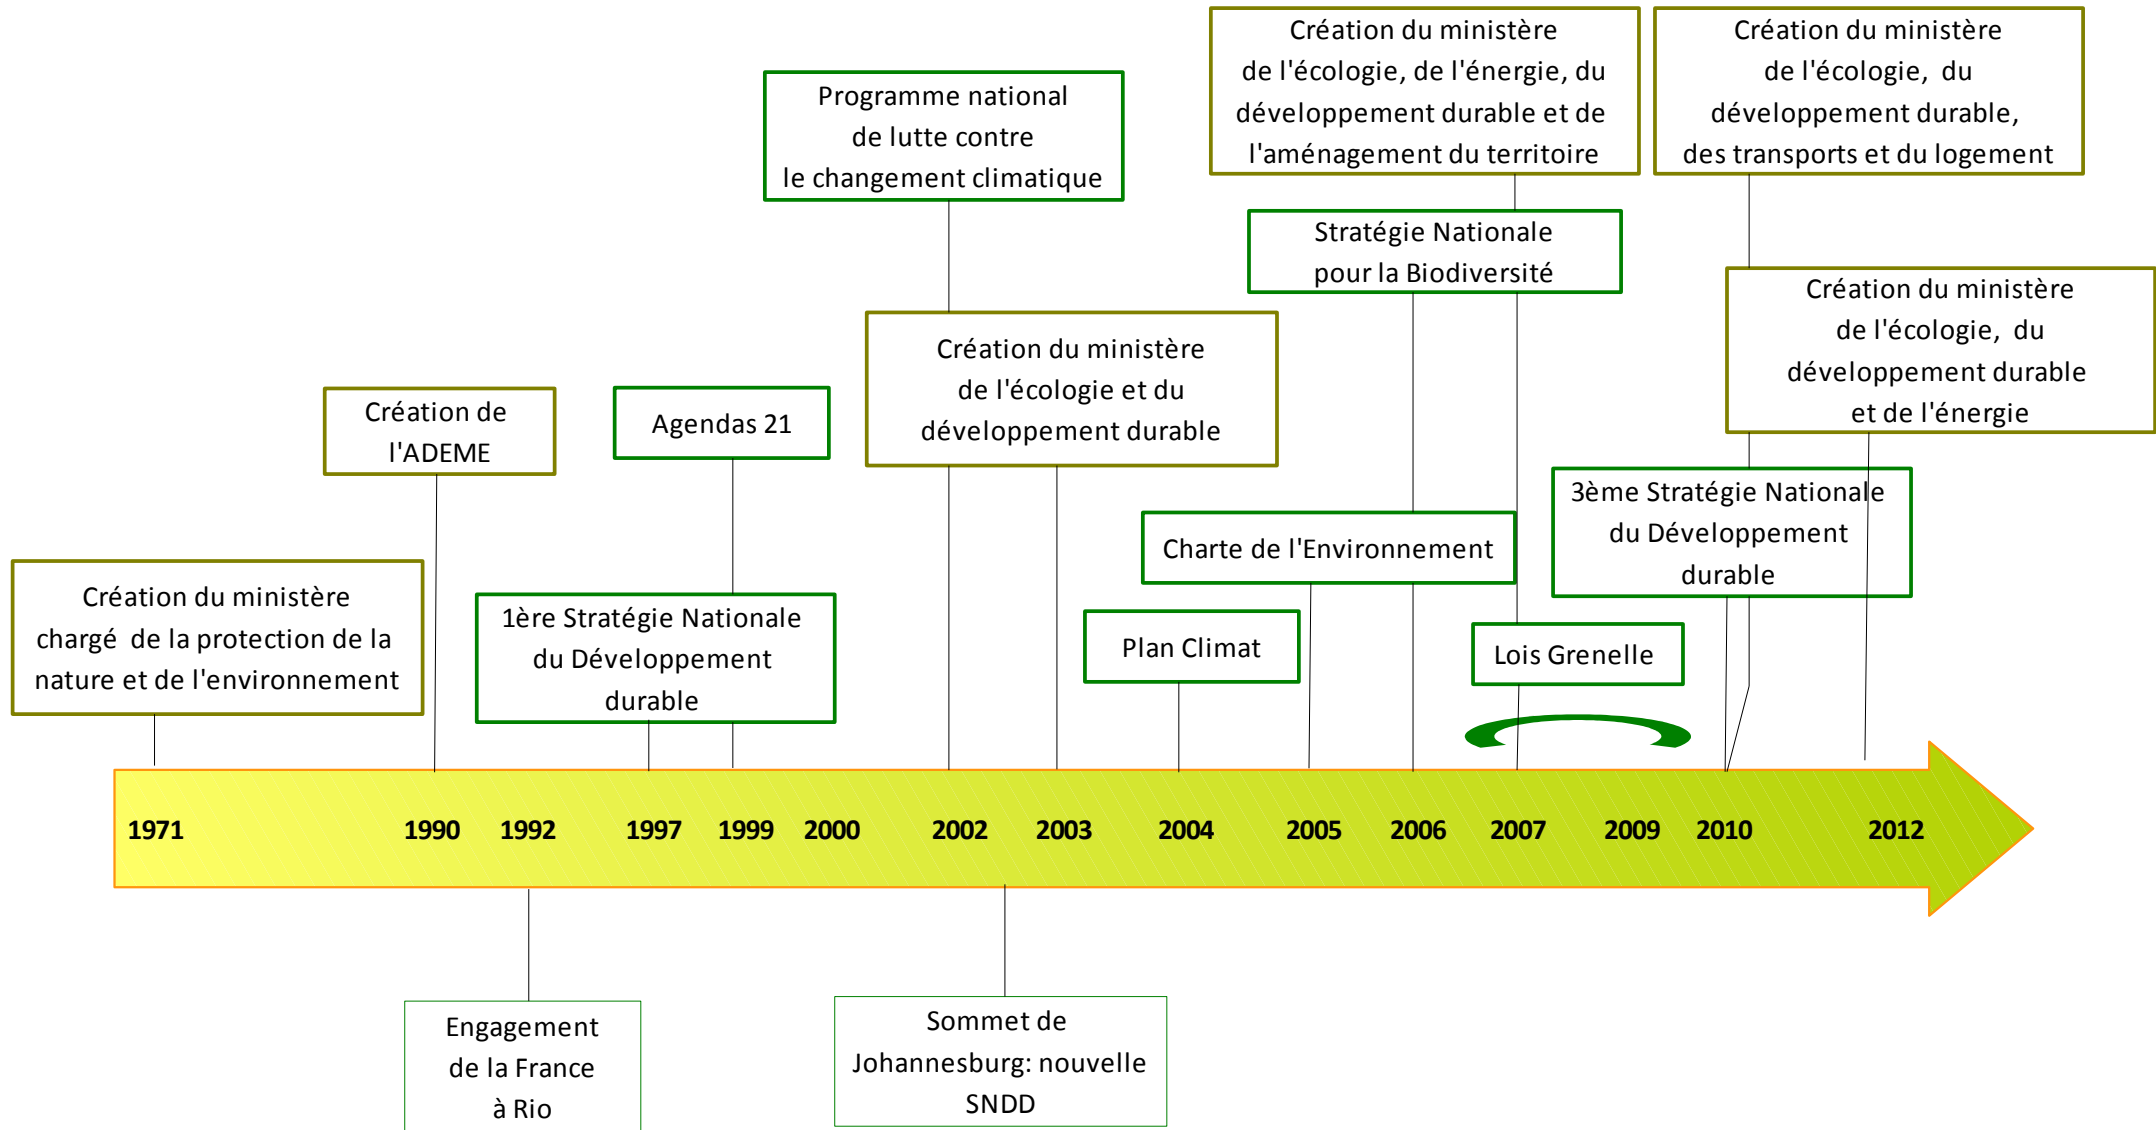 Création du ministère
de l'écologie, de l'énergie, du
développement durable et de
l'aménagement du territoire
Création du ministère
de l'écologie,  du
développement durable,
des transports et du logement
Programme national
de lutte contre
le changement climatique
Stratégie Nationale
pour la Biodiversité
Création du ministère
de l'écologie,  du
développement durable
et de l'énergie
Création du ministère
de l'écologie et du
développement durable
Création de
l'ADEME
Agendas 21
3ème Stratégie Nationale
du Développement
durable
Charte de l'Environnement
Création du ministère
chargé  de la protection de la
nature et de l'environnement
1ère Stratégie Nationale
du Développement
durable
Plan Climat
Lois Grenelle
1971 1990 1992 1997 1999 2000 2002 2003 2004 2005 2006 2007 2009 2010 2012
Engagement
de la France
à Rio
Sommet de
Johannesburg: nouvelle
SNDD